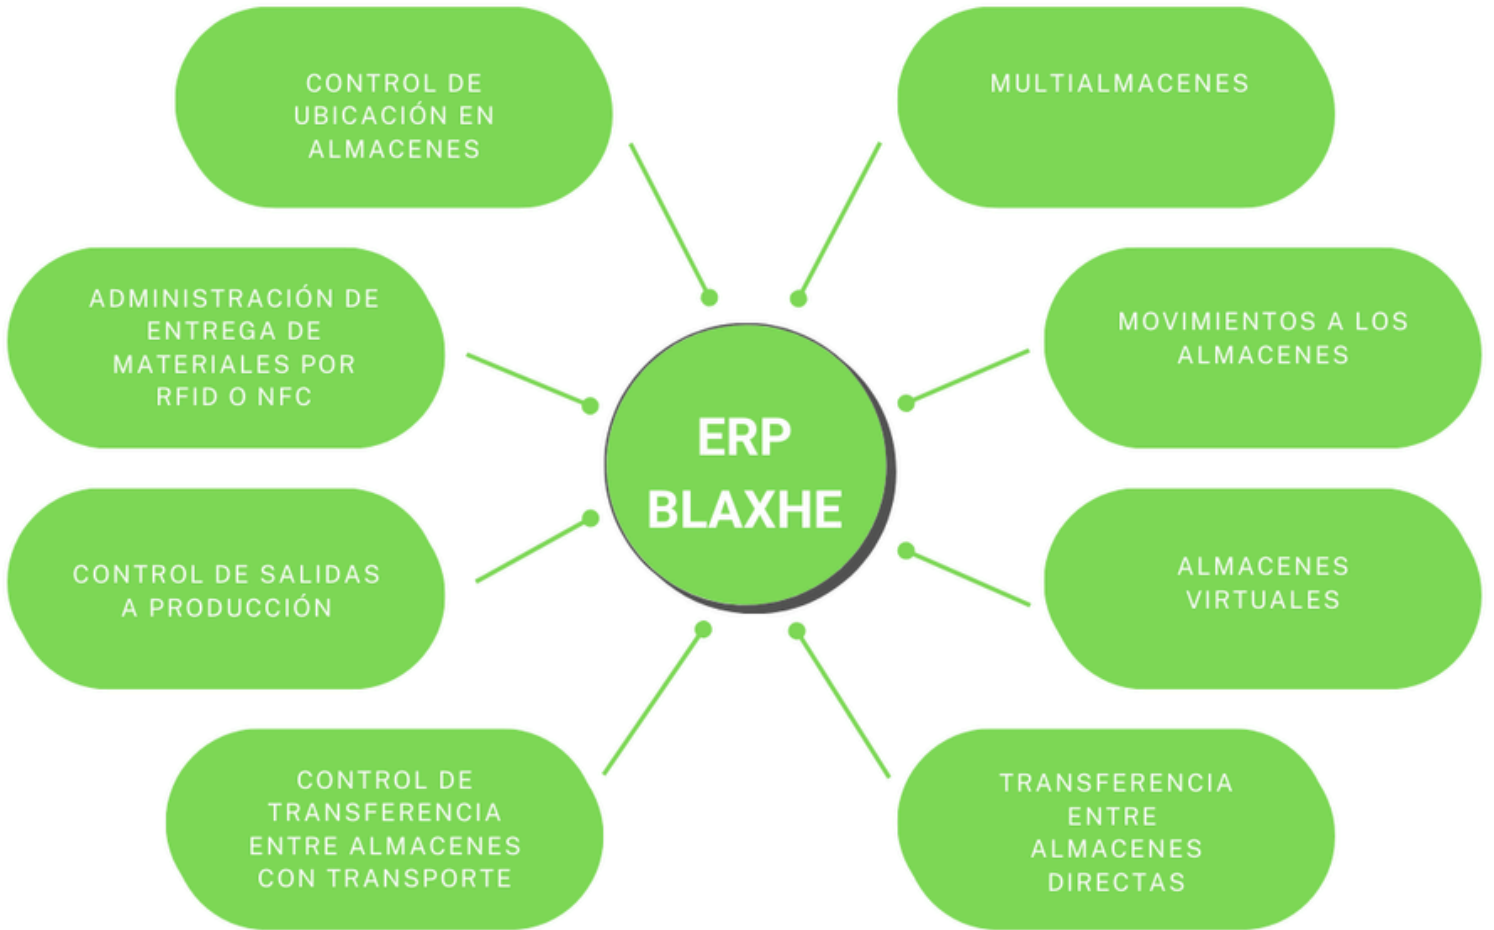 CONTROL DE
UBICACIÓN EN
ALMACENES
MULTIALMACENES
ADMINISTRACIÓN DE
ENTREGA DE
MATERIALES POR
RFID O NFC
MOVIMIENTOS A LOS
ALMACENES
ERP
BLAXHE
CONTROL DE SALIDAS
A PRODUCCIÓN
ALMACENES
VIRTUALES
CONTROL DE
TRANSFERENCIA
ENTRE ALMACENES
CON TRANSPORTE
TRANSFERENCIA
ENTRE
ALMACENES
DIRECTAS